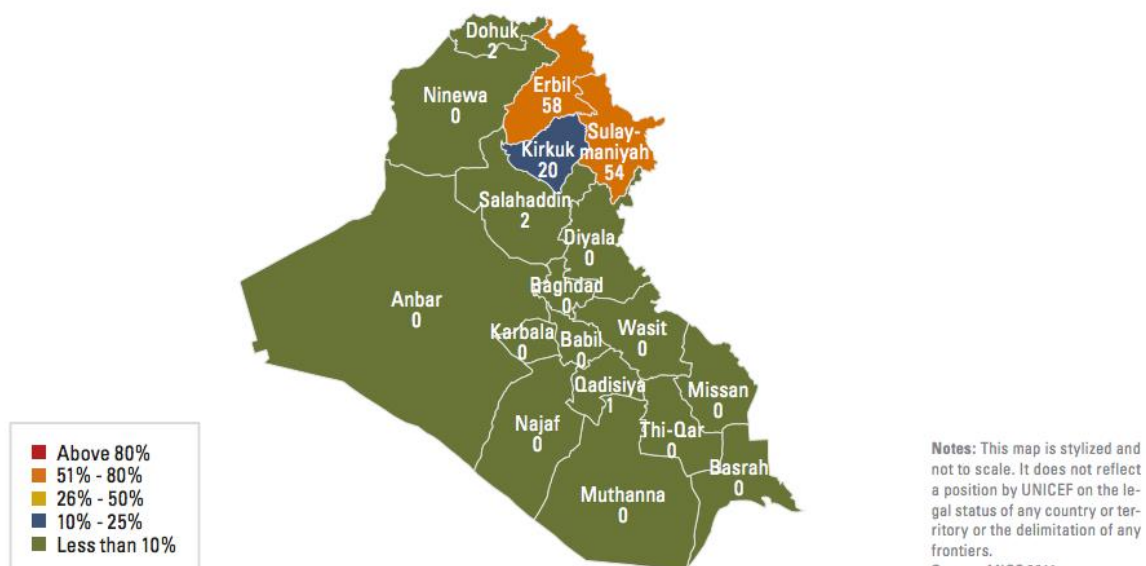 Dohuk
2
Erbil
58
Ninewa
0
Sulay-
maniyah
54
Kirkuk
20
Salahaddin
2
Diyala
0
Baghdad
0
Anbar
0
Karbala
0
Babil
0
Wasit
0
Qadisiya
1
Missan
0
Najaf
0
Thi-Qar
0
Basrah
0
Muthanna
0
Above 80%
51% - 80%
26% - 50%
10% - 25%
Less than 10%
Notes: This map is stylized and
not to scale. It does not reflect
a position by UNICEF on the le-
gal status of any country or ter-
ritory or the delimitation of any
frontiers.